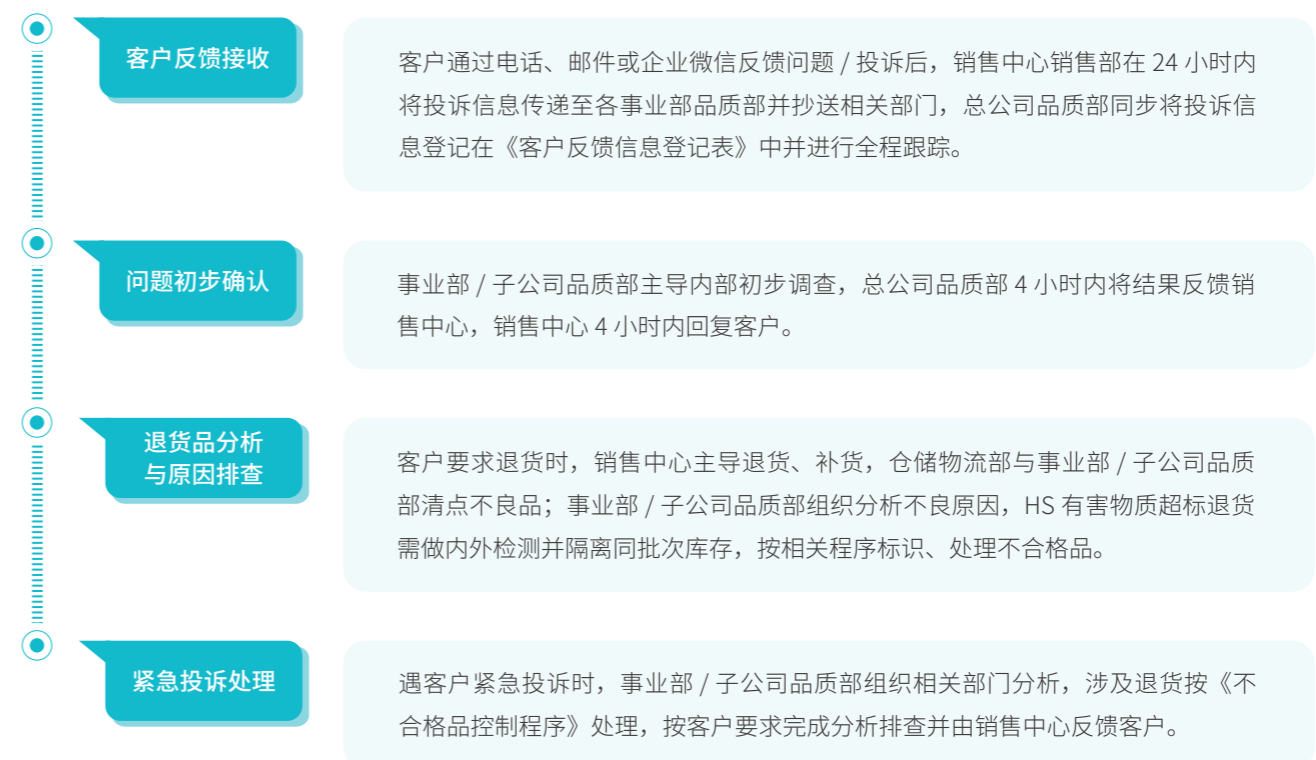 客户反馈接收
客户通过电话、邮件或企业微信反馈问题 / 投诉后，销售中心销售部在 24 小时内
将投诉信息传递至各事业部品质部并抄送相关部门，总公司品质部同步将投诉信
息登记在《客户反馈信息登记表》中并进行全程跟踪。
问题初步确认
事业部 / 子公司品质部主导内部初步调查，总公司品质部 4 小时内将结果反馈销
售中心，销售中心 4 小时内回复客户。
退货品分析
与原因排查
客户要求退货时，销售中心主导退货、补货，仓储物流部与事业部 / 子公司品质
部清点不良品；事业部 / 子公司品质部组织分析不良原因，HS 有害物质超标退货
需做内外检测并隔离同批次库存，按相关程序标识、处理不合格品。
紧急投诉处理
遇客户紧急投诉时，事业部 / 子公司品质部组织相关部门分析，涉及退货按《不
合格品控制程序》处理，按客户要求完成分析排查并由销售中心反馈客户。